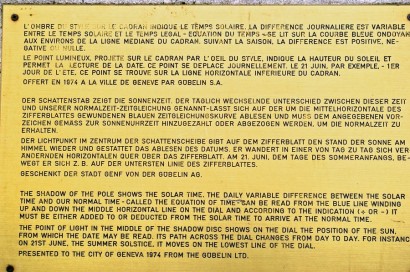 L'OMBRE DU STYLE SUR LE CADRAN INDIQUE LE TEMPS SOLAIRE. LA DIFFERENCE JOURNALIERE EST VARIABLE
ENTRE LE TEMPS SOLAIRE ET LE TEMPS LEGAL - EQUATION DU TEMPS - SE LIT SUR LA COURBE BLEUE ONDOYANT
AUX ENVIRONS DE LA LIGNE MEDIANE DU CADRAN. SUIVANT LA SAISON, LA DIFFERENCE EST POSITIVE, NE-
GATIVE OU NULLE.
LE POINT LUMINEUX, PROJETE SUR LE CADRAN PAR L'OEIL DU STYLE, INDIQUE LA HAUTEUR DU SOLEIL ET
PERMET LA LECTURE DE LA DATE. CE POINT SE DEPLACE JOURNELLEMENT. LE 21 JUIN, PAR EXEMPLE, - 1ER
JOUR DE L'ETE, CE POINT SE TROUVE SUR LA LIGNE HORIZONTALE INFERIEURE DU CADRAN.
OFFERT EN 1974 A LA VILLE DE GENEVE PAR GOBELIN S.A.
DER SCHATTENSTAB ZEIGT DIE SONNENZEIT. DER TÄGLICH WECHSELNDE UNTERSCHIED ZWISCHEN DIESER ZEIT
UND UNSERER NORMALZEIT-ZEITGLEICHUNG GENANNT-LÄSST SICH AUF DER UM DIE MITTELHORIZONTALE DES
ZIFFERBLATTES GEWUNDENEN BLAUEN ZEITGLEICHUNGSKURVE ABLESEN UND MUSS DEM ANGEGEBENEN VOR-
ZEICHEN GEMÄSS ZUR SONNENUHRZEIT HINZUGEZÄHLT ODER ABGEZOGEN WERDEN, UM DIE NORMALZEIT ZU
ERHALTEN.
DER LICHTPUNKT IM ZENTRUM DER SCHATTENSCHEIBE GIBT AUF DEM ZIFFERBLATT DEN STAND DER SONNE AM
HIMMEL WIEDER UND GESTATTET DAS ABLESEN DES DATUMS. ER WANDERT IN EINER VON TAG ZU TAG SICH VER-
ÄNDERNDEN HORIZONTALEN QUER ÜBER DAS ZIFFERBLATT. AM 21. JUNI, DEM TAGE DES SOMMERANFANGS, BE-
WEGT ER SICH Z.B. AUF DER UNTERSTEN LINIE DES ZIFFERBLATTES.
GESCHENKT DER STADT GENF VON DER GOBELIN AG.
THE SHADOW OF THE POLE SHOWS THE SOLAR TIME. THE DAILY VARIABLE DIFFERENCE BETWEEN THE SOLAR
TIME AND OUR NORMAL TIME - CALLED THE EQUATION OF TIME - CAN BE READ FROM THE BLUE LINE WINDING
UP AND DOWN THE MIDDLE HORIZONTAL LINE ON THE DIAL AND ACCORDING TO THE INDICATION (+ OR -) IT
MUST BE EITHER ADDED TO OR DEDUCTED FROM THE SOLAR TIME TO ARRIVE AT THE NORMAL TIME.
THE POINT OF LIGHT IN THE MIDDLE OF THE SHADOW DISC SHOWS ON THE DIAL THE POSITION OF THE SUN,
FROM WHICH THE DATE MAY BE READ. ITS PATH ACROSS THE DIAL CHANGES FROM DAY TO DAY. FOR INSTANCE
ON 21ST JUNE, THE SUMMER SOLSTICE, IT MOVES ON THE LOWEST LINE OF THE DIAL.
PRESENTED TO THE CITY OF GENEVA 1974 FROM THE GOBELIN LTD.